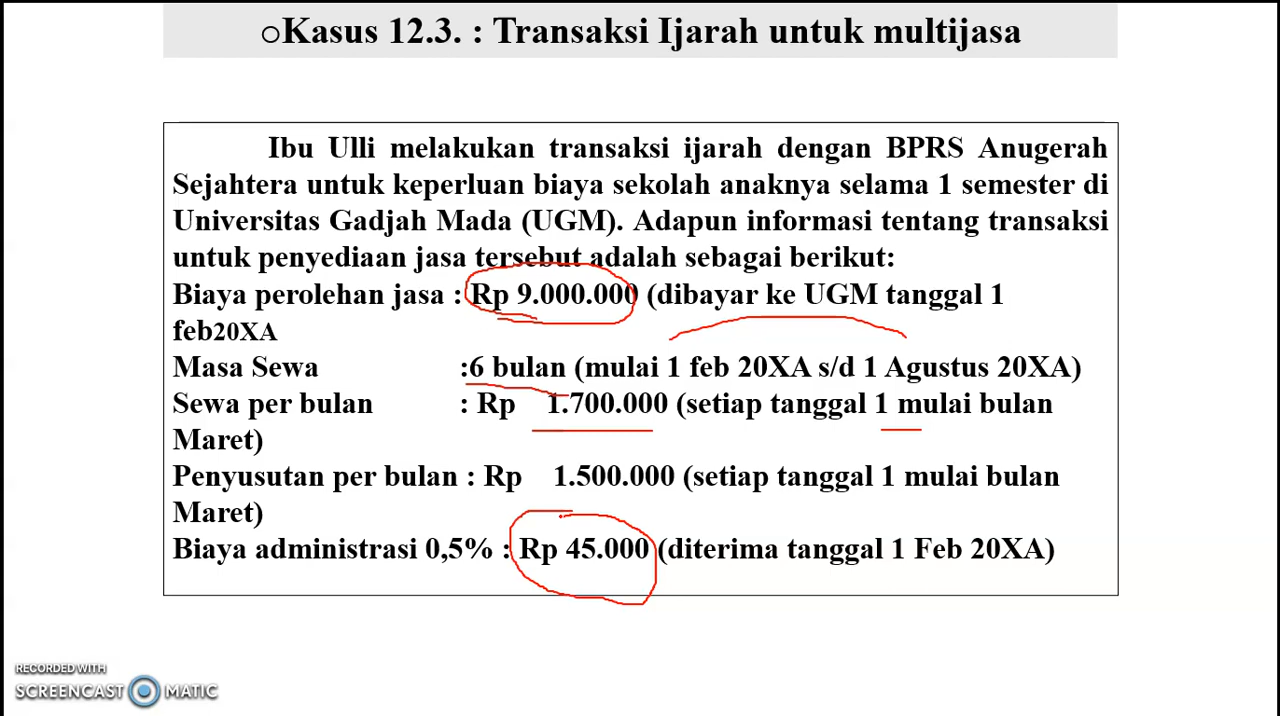 ○Kasus 12.3. : Transaksi Ijarah untuk multijasa
Ibu Ulli melakukan transaksi ijarah dengan BPRS Anugerah
Sejahtera untuk keperluan biaya sekolah anaknya selama 1 semester di
Universitas Gadjah Mada (UGM). Adapun informasi tentang transaksi
untuk penyediaan jasa tersebut adalah sebagai berikut:
Biaya perolehan jasa : Rp 9.000.000 (dibayar ke UGM tanggal 1
feb20XA
Masa Sewa :6 bulan (mulai 1 feb 20XA s/d 1 Agustus 20XA)
Sewa per bulan : Rp 1.700.000 (setiap tanggal 1 mulai bulan
Maret)
Penyusutan per bulan : Rp 1.500.000 (setiap tanggal 1 mulai bulan
Maret)
Biaya administrasi 0,5% : Rp 45.000 (diterima tanggal 1 Feb 20XA)
RECORDED WITH
SCREENCAST MATIC